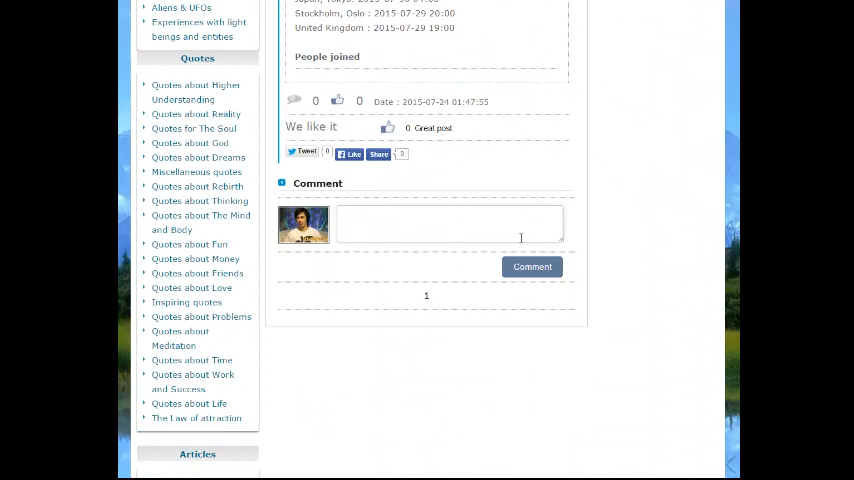 Aliens & UFOs
Experiences with light
beings and entities
Quotes
Quotes about Higher
Understanding
Quotes about Reality
Quotes for The Soul
Quotes about God
Quotes about Dreams
Miscellaneous quotes
Quotes about Rebirth
Quotes about Thinking
Quotes about The Mind
and Body
Quotes about Fun
Quotes about Money
Quotes about Friends
Quotes about Love
Inspiring quotes
Quotes about Problems
Quotes about
Meditation
Quotes about Time
Quotes about Work
and Success
Quotes about Life
The Law of attraction
Articles
Stockholm, Oslo : 2015-07-29 20:00
United Kingdom : 2015-07-29 19:00
People joined
0 0 Date : 2015-07-24 01:47:55
We like it 0 Great post
Tweet 0 Like Share 0
Comment
Comment
1